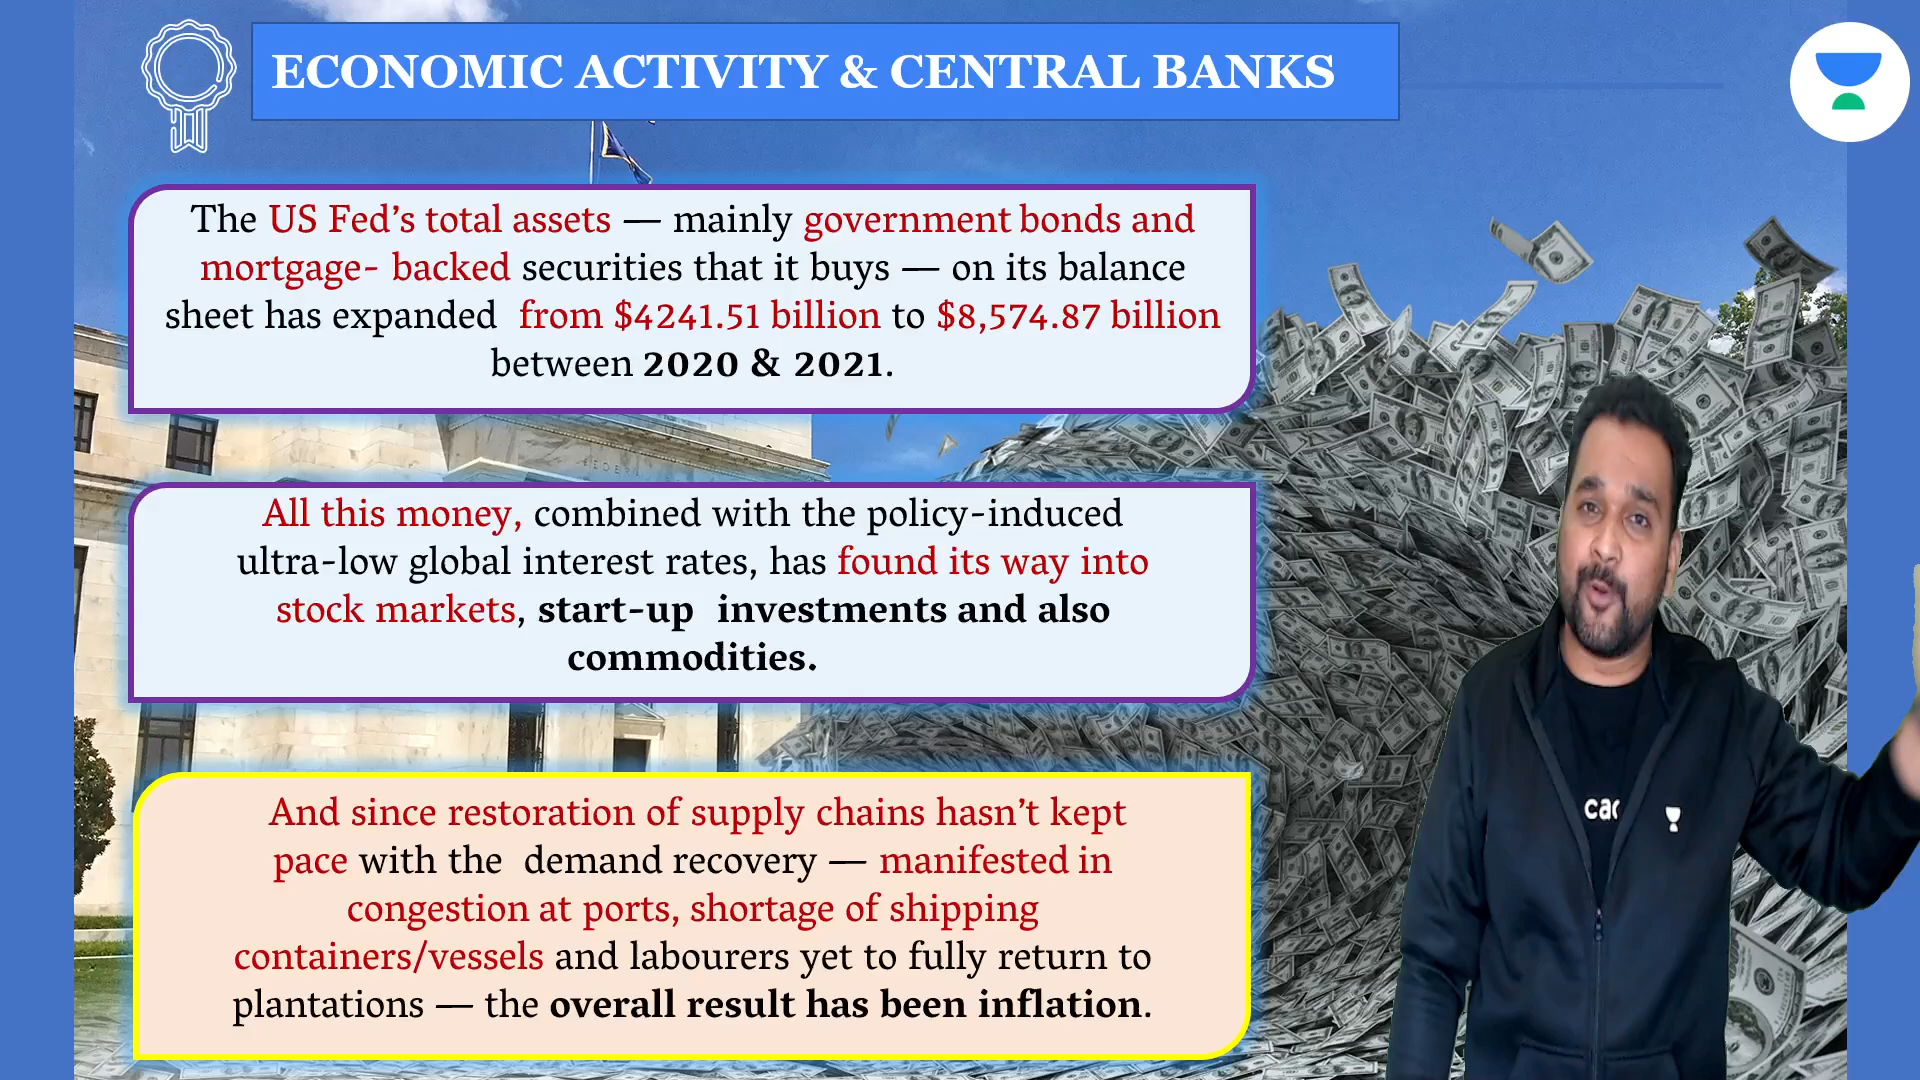 ECONOMIC ACTIVITY & CENTRAL BANKS
The US Fed’s total assets — mainly government bonds and
mortgage- backed securities that it buys — on its balance
sheet has expanded from $4241.51 billion to $8,574.87 billion
between 2020 & 2021.
All this money, combined with the policy-induced
ultra-low global interest rates, has found its way into
stock markets, start-up investments and also
commodities.
And since restoration of supply chains hasn’t kept
pace with the demand recovery — manifested in
congestion at ports, shortage of shipping
containers/vessels and labourers yet to fully return to
plantations — the overall result has been inflation.